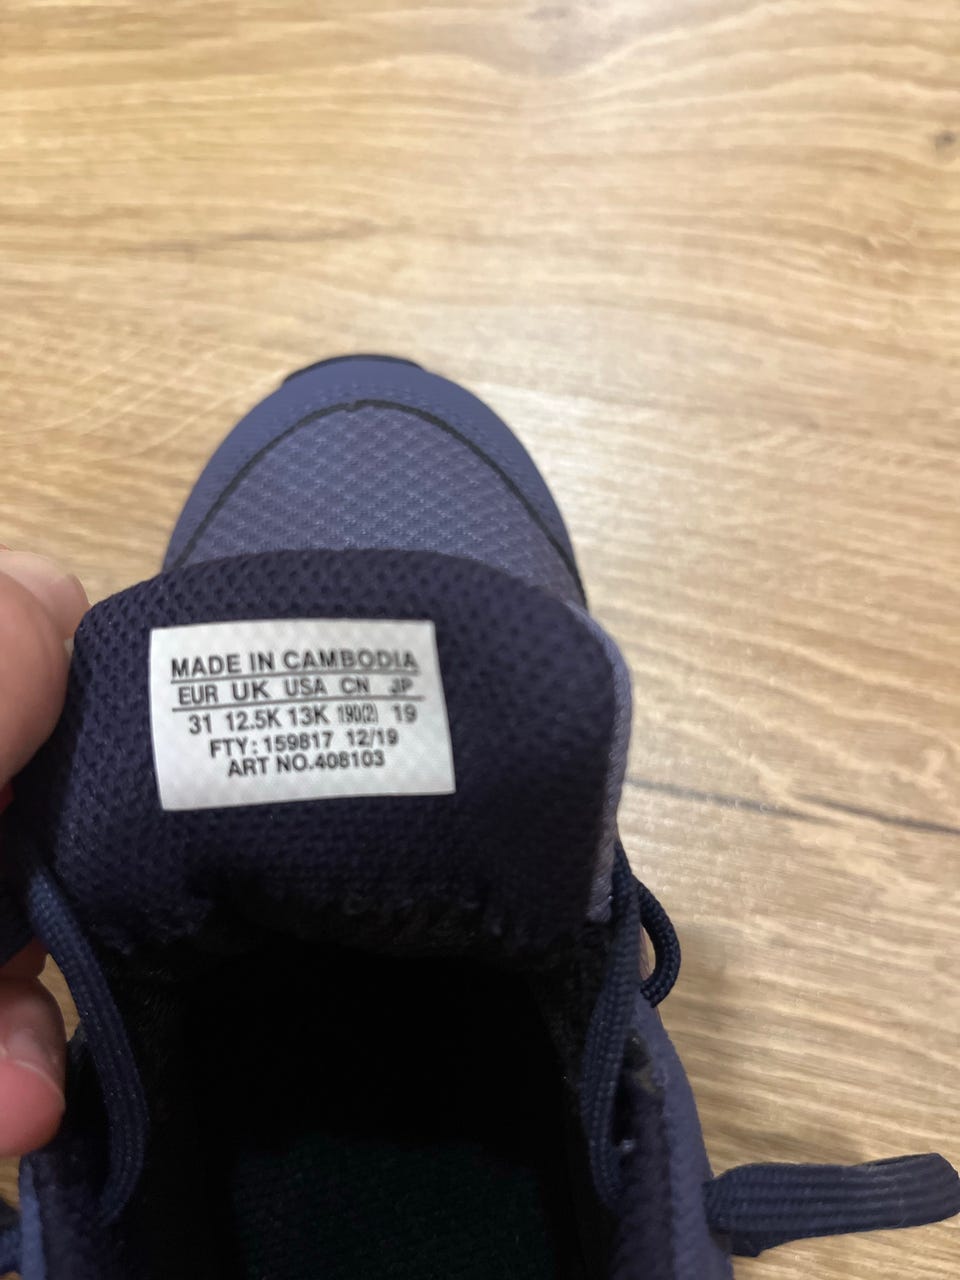 MADE IN CAMBODIA
EUR UK USA CN JP
31 12.5K 13K 190(2) 19
FTY: 159817 12/19
ART NO.408103